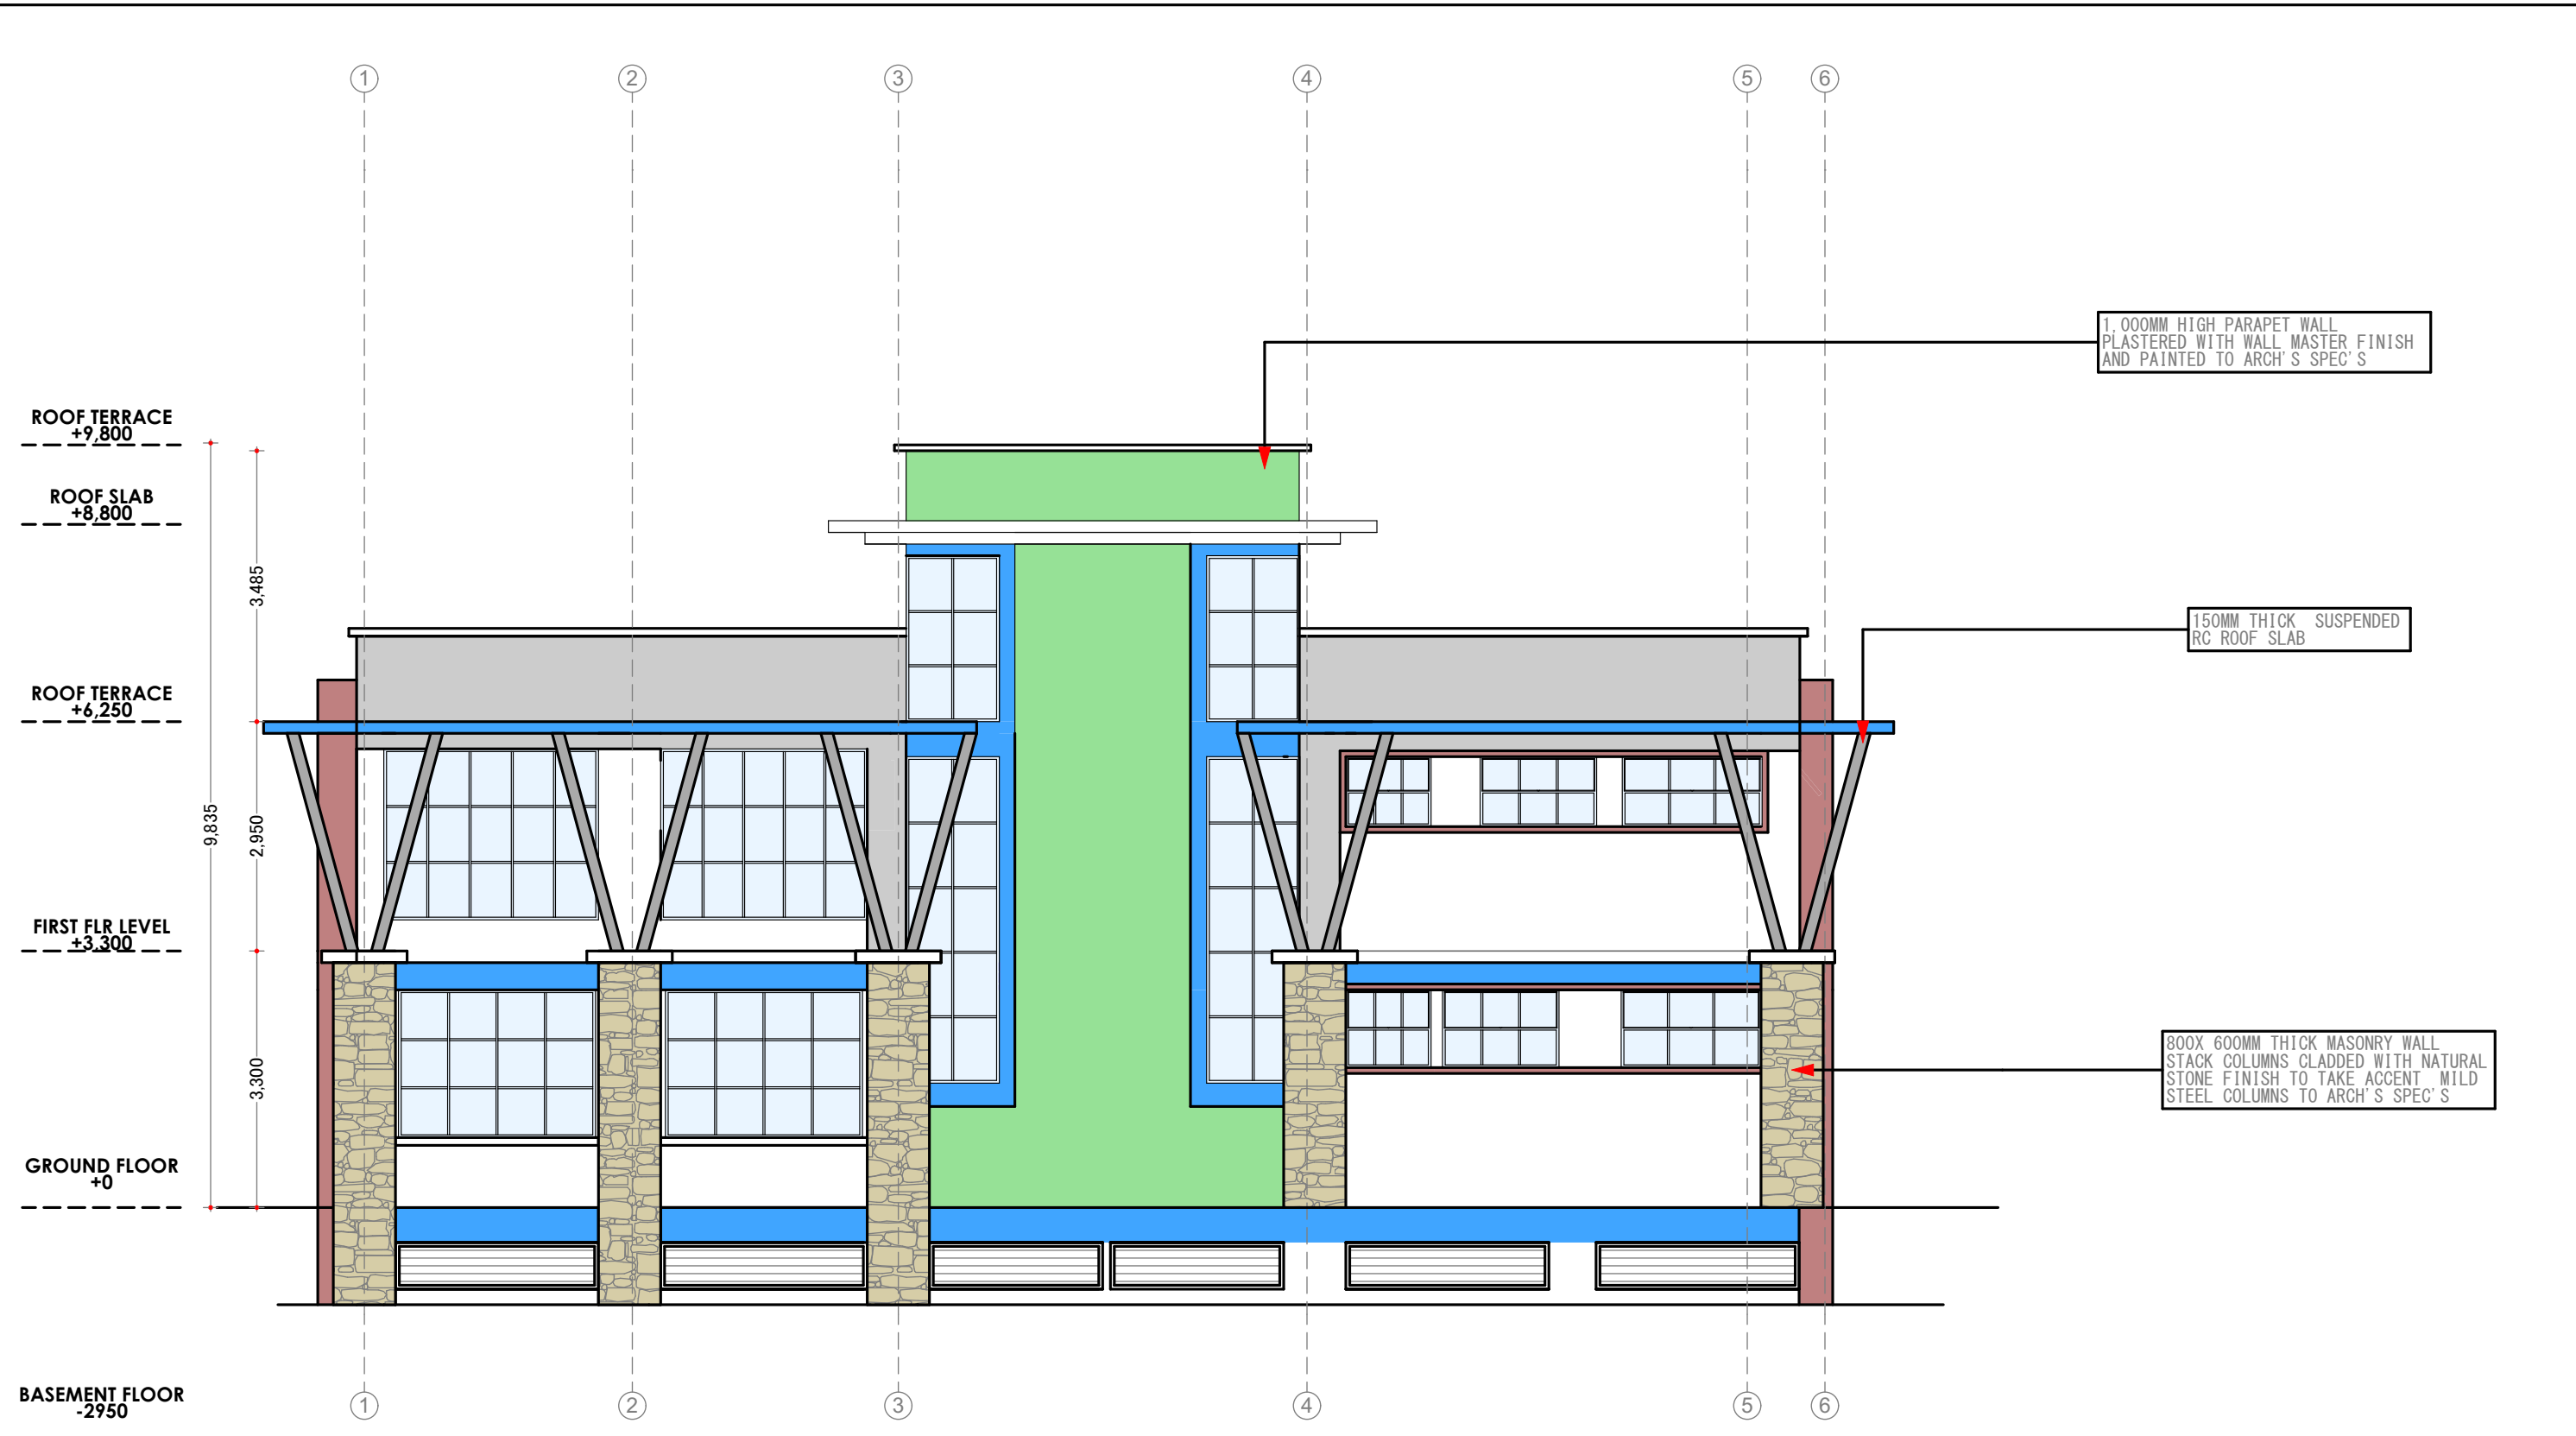 1 2 3 4 5 6
1,000MM HIGH PARAPET WALL
PLASTERED WITH WALL MASTER FINISH
AND PAINTED TO ARCH'S SPEC'S
ROOF TERRACE
+9,800
ROOF SLAB
+8,800
3,485
150MM THICK SUSPENDED
RC ROOF SLAB
ROOF TERRACE
+6,250
9,835
2,950
FIRST FLR LEVEL
+3,300
800X 600MM THICK MASONRY WALL
STACK COLUMNS CLADDED WITH NATURAL
STONE FINISH TO TAKE ACCENT MILD
STEEL COLUMNS TO ARCH'S SPEC'S
3,300
GROUND FLOOR
+0
BASEMENT FLOOR
-2950
1 2 3 4 5 6